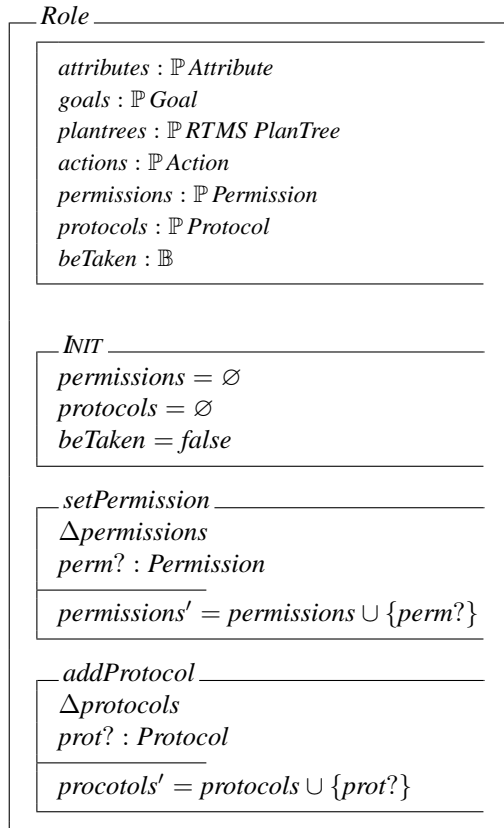 Role
attributes : ℙ Attribute
goals : ℙ Goal
plantrees : ℙ RTMS PlanTree
actions : ℙ Action
permissions : ℙ Permission
protocols : ℙ Protocol
beTaken : 𝔹
INIT
permissions = ∅
protocols = ∅
beTaken = false
setPermission
Δpermissions
perm? : Permission
permissions′ = permissions ∪ {perm?}
addProtocol
Δprotocols
prot? : Protocol
procotols′ = protocols ∪ {prot?}